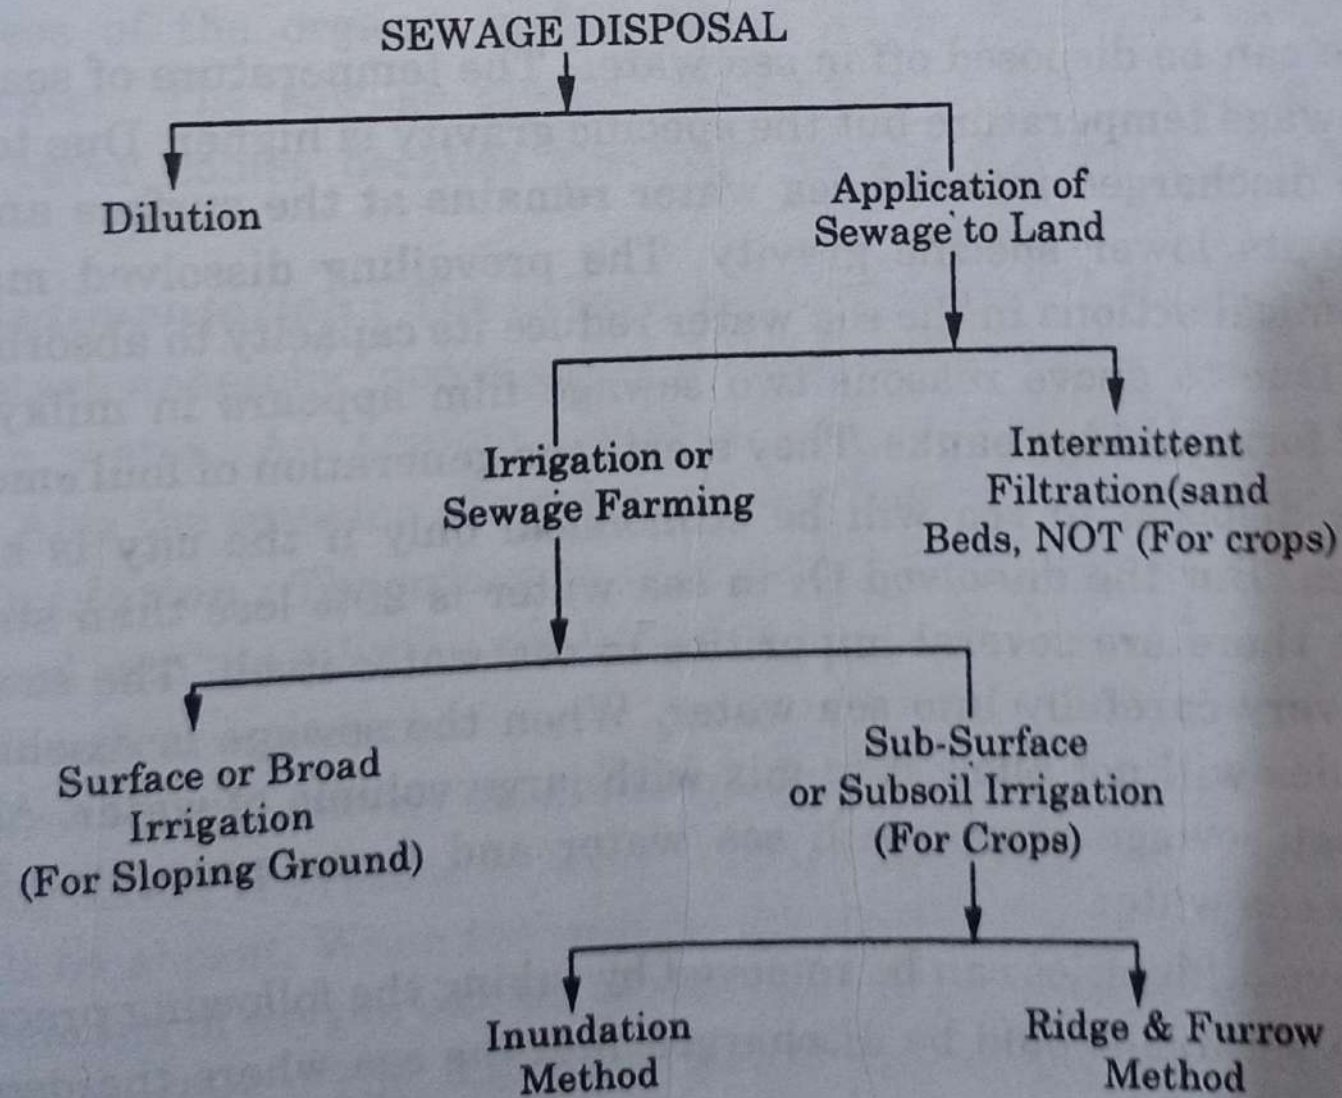 SEWAGE DISPOSAL
Dilution
Application of
Sewage to Land
Irrigation or
Sewage Farming
Intermittent
Filtration(sand
Beds, NOT (For crops)
Surface or Broad
Irrigation
(For Sloping Ground)
Sub-Surface
or Subsoil Irrigation
(For Crops)
Inundation
Method
Ridge & Furrow
Method